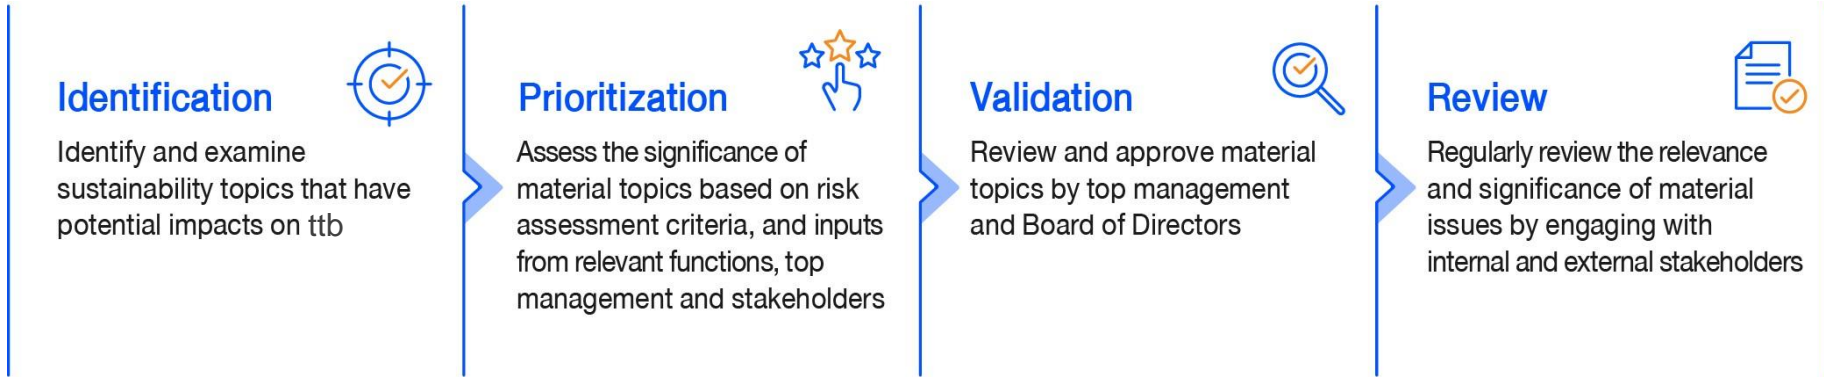 Identification
Identify and examine
sustainability topics that have
potential impacts on ttb
Prioritization
Assess the significance of
material topics based on risk
assessment criteria, and inputs
from relevant functions, top
management and stakeholders
Validation
Review and approve material
topics by top management
and Board of Directors
Review
Regularly review the relevance
and significance of material
issues by engaging with
internal and external stakeholders